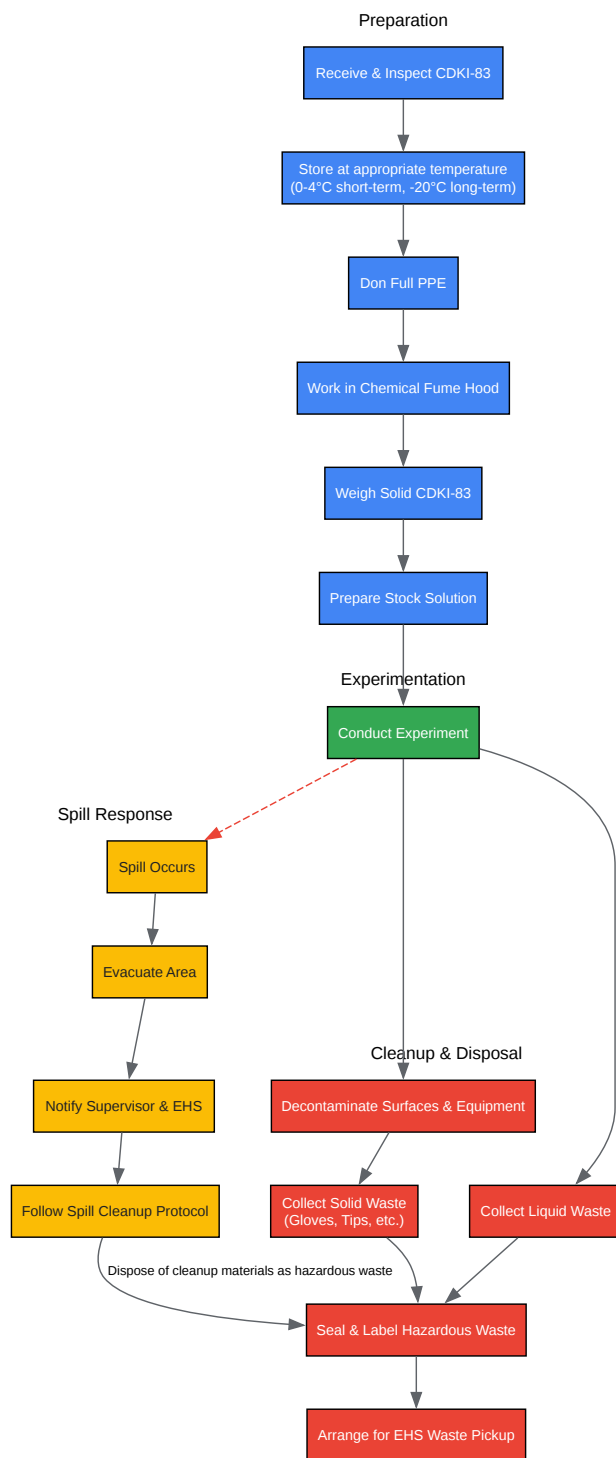 Preparation
Receive & Inspect CDKI-83
Store at appropriate temperature
(0-4°C short-term, -20°C long-term)
Don Full PPE
Work in Chemical Fume Hood
Weigh Solid CDKI-83
Prepare Stock Solution
Experimentation
Conduct Experiment
Spill Response
Spill Occurs
Evacuate Area
Cleanup & Disposal
Notify Supervisor & EHS
Decontaminate Surfaces & Equipment
Follow Spill Cleanup Protocol
Collect Solid Waste
(Gloves, Tips, etc.)
Collect Liquid Waste
Dispose of cleanup materials as hazardous waste
Seal & Label Hazardous Waste
Arrange for EHS Waste Pickup